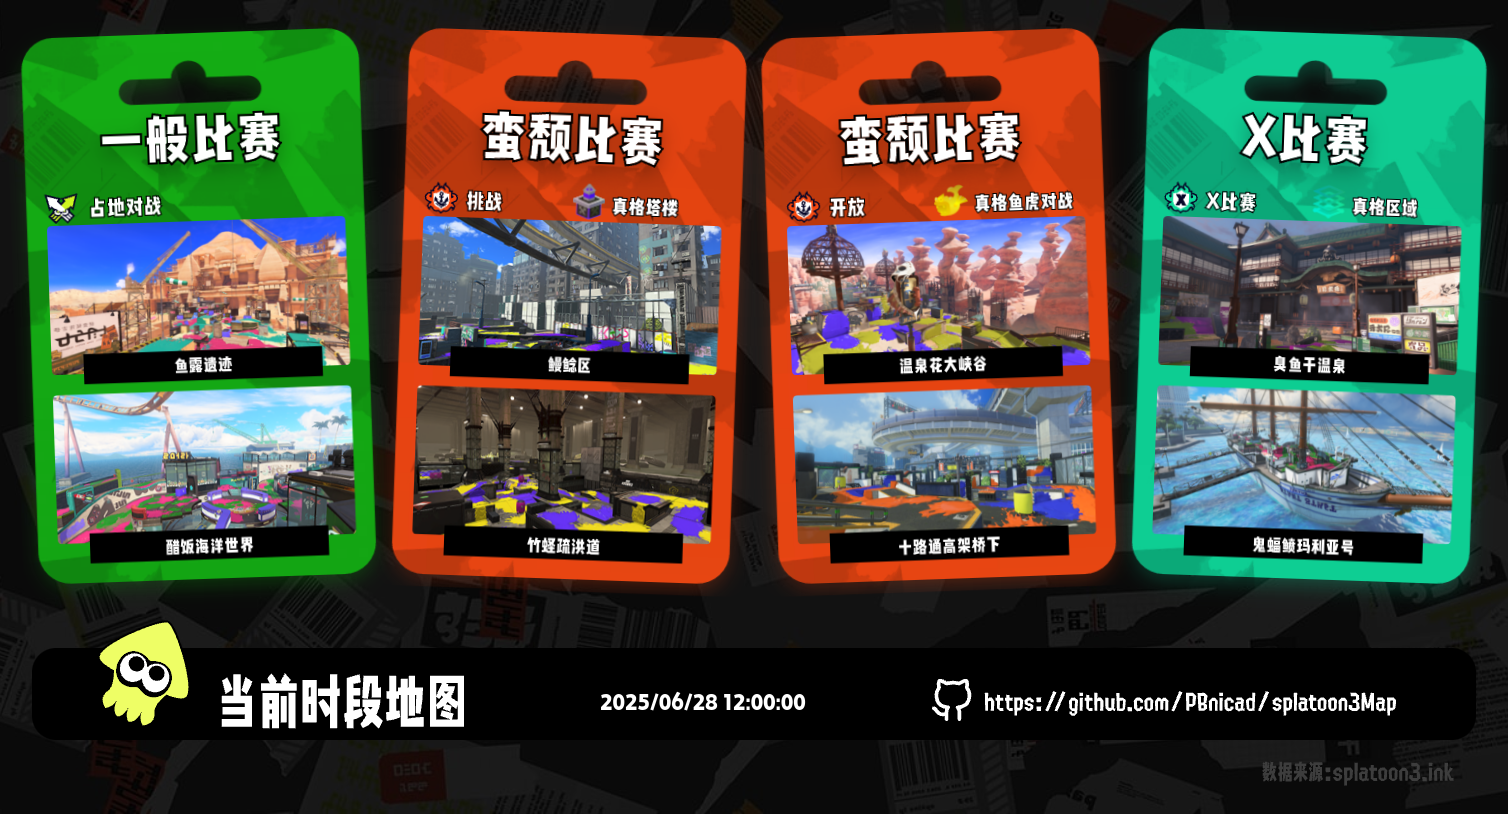 一般比赛
占地对战
鱼露遗迹
醋饭海洋世界
蛮颓比赛
挑战
真格塔楼
鳗鲶区
竹蛏疏洪道
蛮颓比赛
开放
真格鱼虎对战
温泉花大峡谷
十路通高架桥下
X比赛
X比赛
真格区域
臭鱼干温泉
鬼蝠鲼玛利亚号
当前时段地图
2025/06/28 12:00:00
https://github.com/PBnicad/splatoon3Map
数据来源:splatoon3.ink